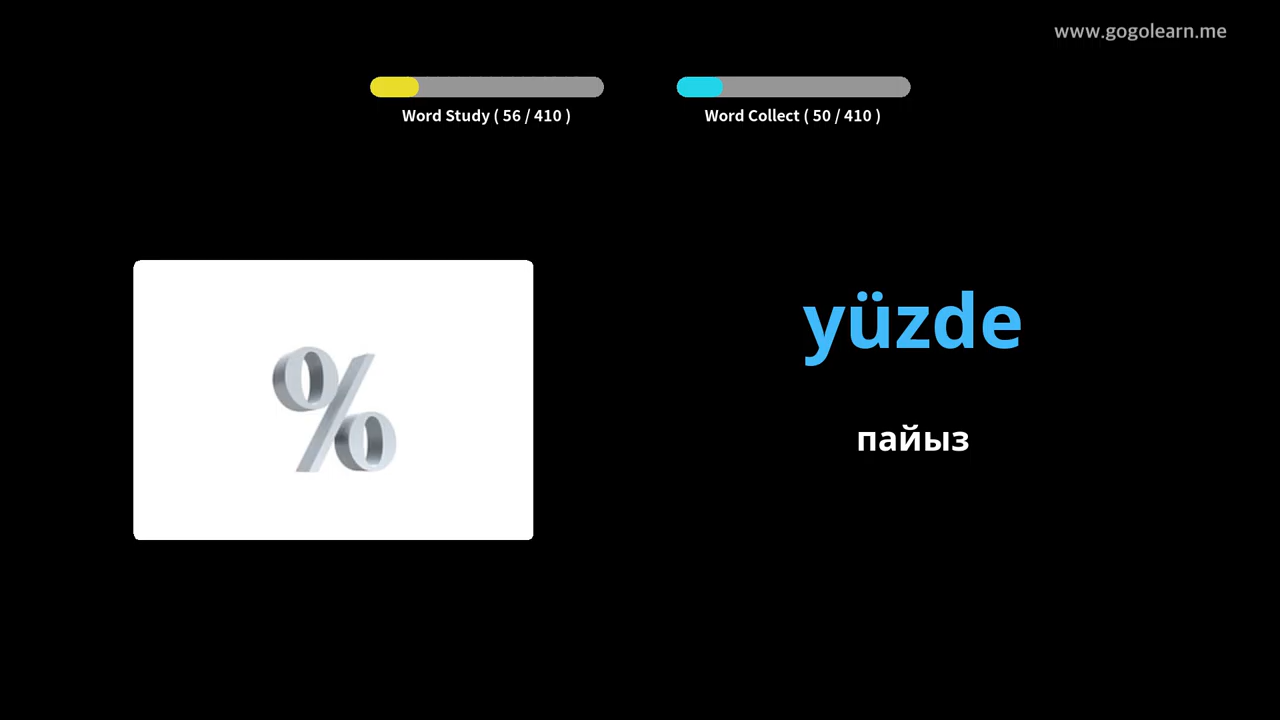 www.gogolearn.me
Word Study ( 56 / 410 )
Word Collect ( 50 / 410 )
%
yüzde
пайыз